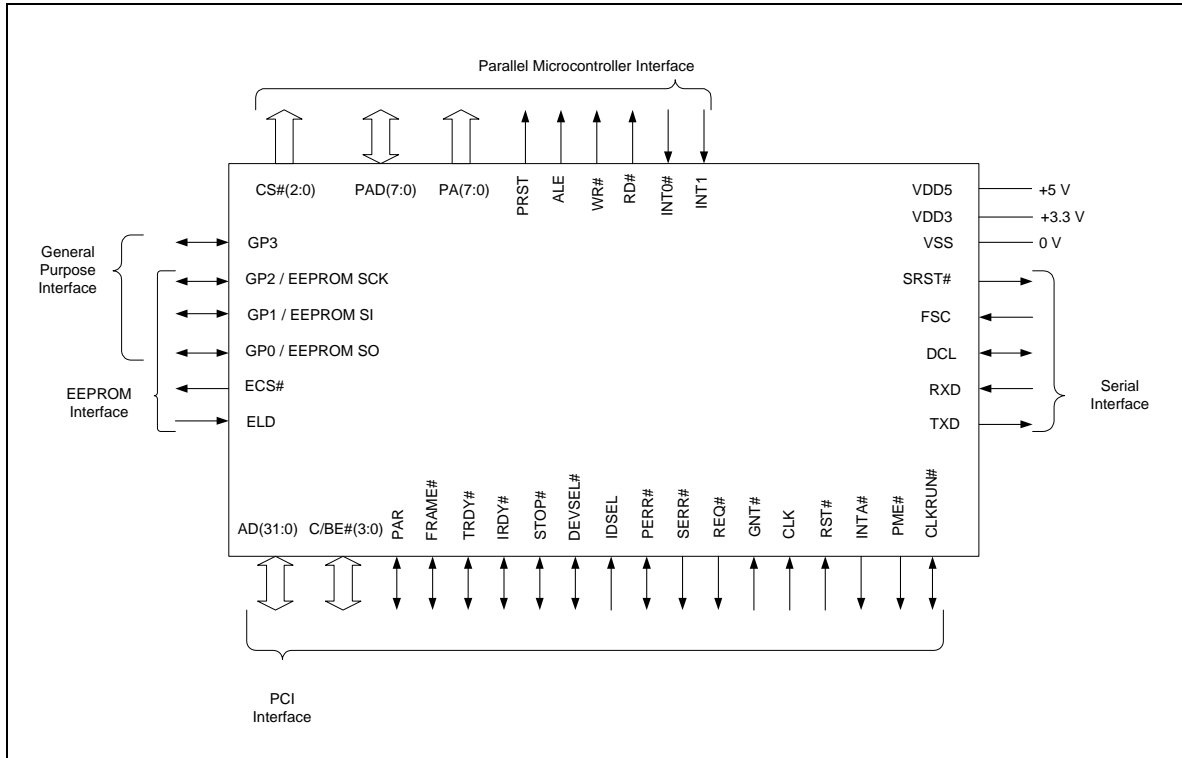 Parallel Microcontroller Interface
CS#(2:0) PAD(7:0) PA(7:0) PRST ALE WR# RD# INT0# INT1
VDD5 +5 V
VDD3 +3.3 V
VSS 0 V
General
Purpose
Interface
GP3
GP2 / EEPROM SCK
GP1 / EEPROM SI
GP0 / EEPROM SO
EEPROM
Interface
ECS#
ELD
SRST#
FSC
DCL
RXD
TXD
Serial
Interface
AD(31:0) C/BE#(3:0) PAR FRAME# TRDY# IRDY# STOP# DEVSEL# IDSEL PERR# SERR# REQ# GNT# CLK RST# INTA# PME# CLKRUN#
PCI
Interface